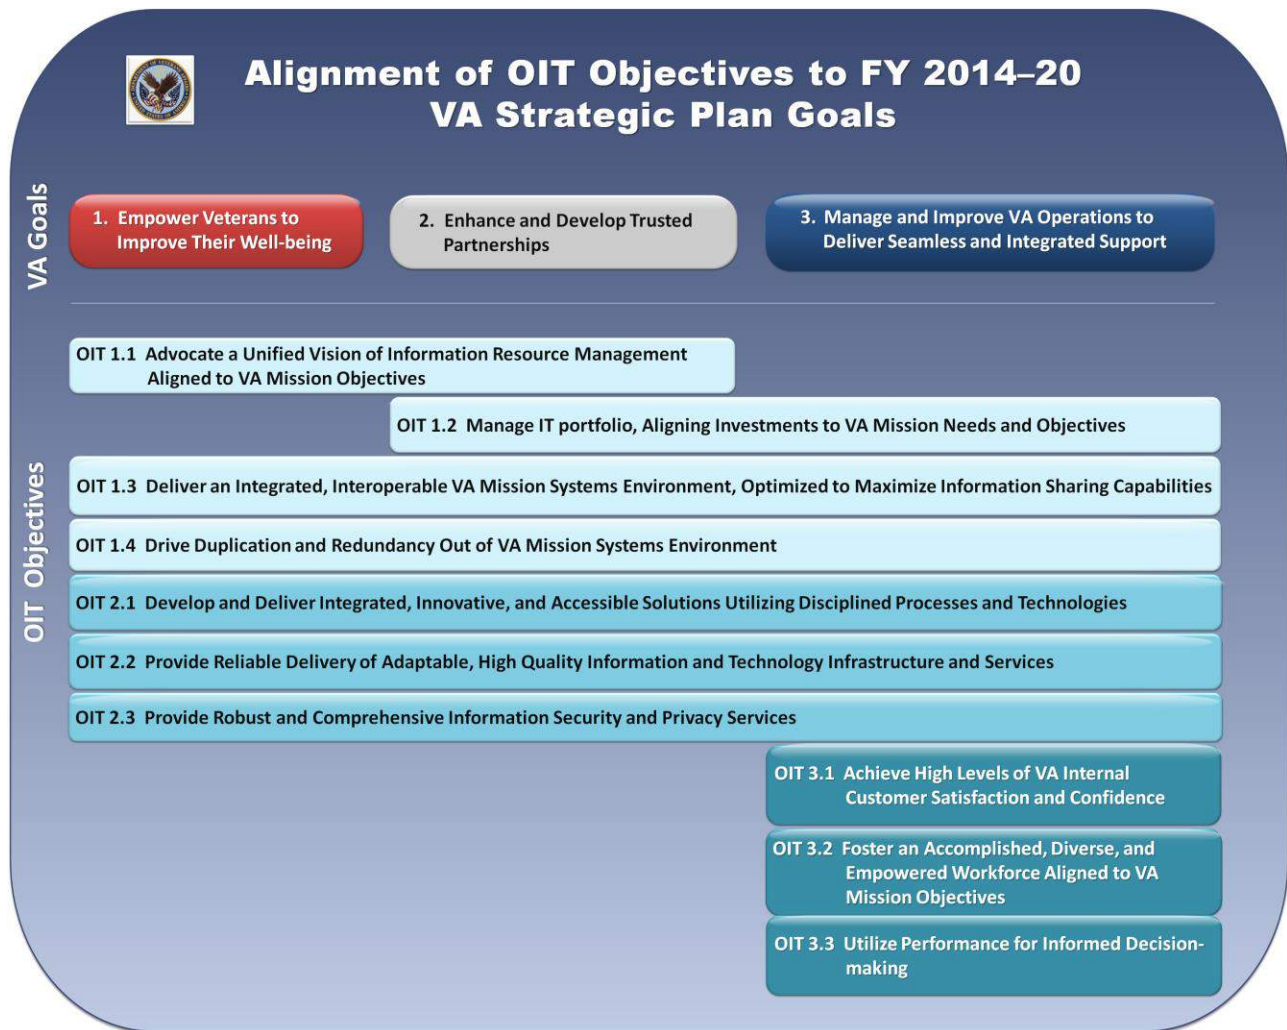 Alignment of OIT Objectives to FY 2014–20
VA Strategic Plan Goals
VA Goals
1. Empower Veterans to
Improve Their Well-being
2. Enhance and Develop Trusted
Partnerships
3. Manage and Improve VA Operations to
Deliver Seamless and Integrated Support
OIT Objectives
OIT 1.1 Advocate a Unified Vision of Information Resource Management
Aligned to VA Mission Objectives
OIT 1.2 Manage IT portfolio, Aligning Investments to VA Mission Needs and Objectives
OIT 1.3 Deliver an Integrated, Interoperable VA Mission Systems Environment, Optimized to Maximize Information Sharing Capabilities
OIT 1.4 Drive Duplication and Redundancy Out of VA Mission Systems Environment
OIT 2.1 Develop and Deliver Integrated, Innovative, and Accessible Solutions Utilizing Disciplined Processes and Technologies
OIT 2.2 Provide Reliable Delivery of Adaptable, High Quality Information and Technology Infrastructure and Services
OIT 2.3 Provide Robust and Comprehensive Information Security and Privacy Services
OIT 3.1 Achieve High Levels of VA Internal
Customer Satisfaction and Confidence
OIT 3.2 Foster an Accomplished, Diverse, and
Empowered Workforce Aligned to VA
Mission Objectives
OIT 3.3 Utilize Performance for Informed Decision-
making